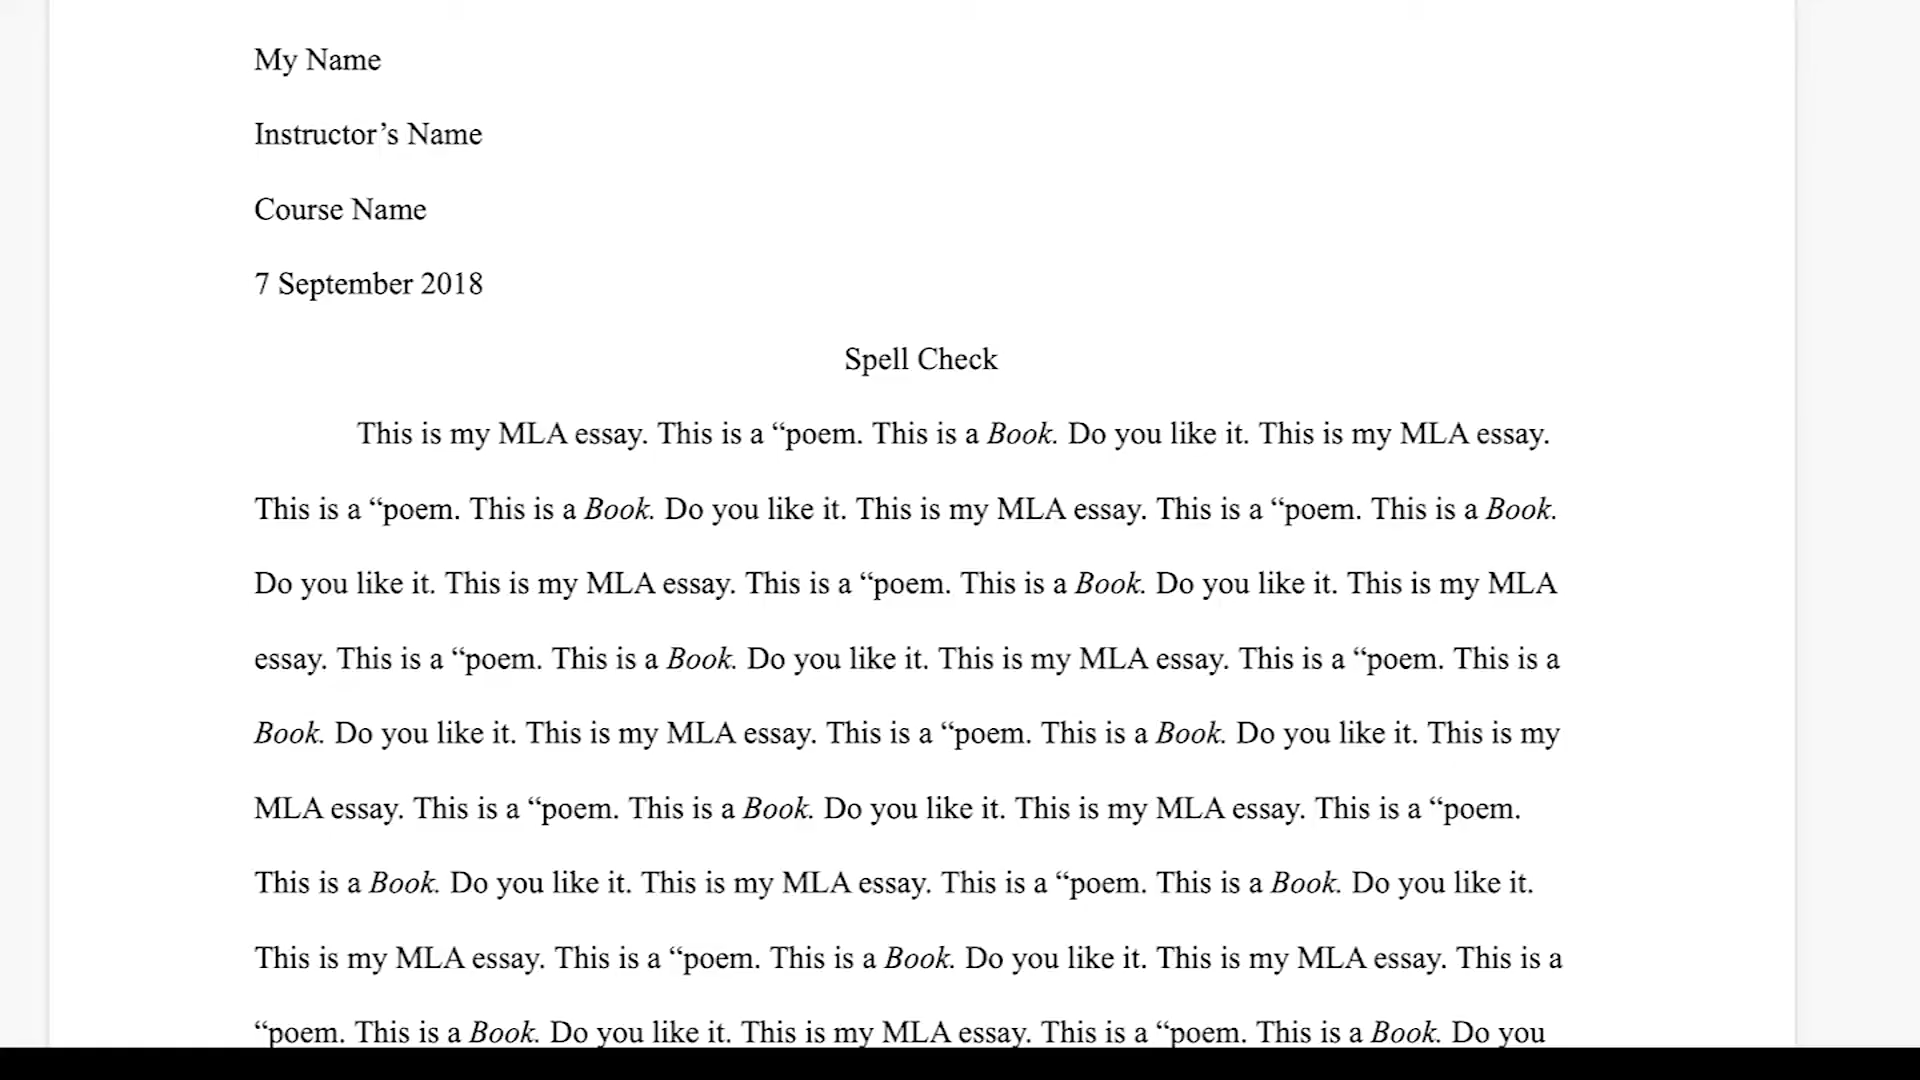 My Name
Instructor’s Name
Course Name
7 September 2018
Spell Check
This is my MLA essay. This is a “poem. This is a Book. Do you like it. This is my MLA essay.
This is a “poem. This is a Book. Do you like it. This is my MLA essay. This is a “poem. This is a Book.
Do you like it. This is my MLA essay. This is a “poem. This is a Book. Do you like it. This is my MLA
essay. This is a “poem. This is a Book. Do you like it. This is my MLA essay. This is a “poem. This is a
Book. Do you like it. This is my MLA essay. This is a “poem. This is a Book. Do you like it. This is my
MLA essay. This is a “poem. This is a Book. Do you like it. This is my MLA essay. This is a “poem.
This is a Book. Do you like it. This is my MLA essay. This is a “poem. This is a Book. Do you like it.
This is my MLA essay. This is a “poem. This is a Book. Do you like it. This is my MLA essay. This is a
“poem. This is a Book. Do you like it. This is my MLA essay. This is a “poem. This is a Book. Do you